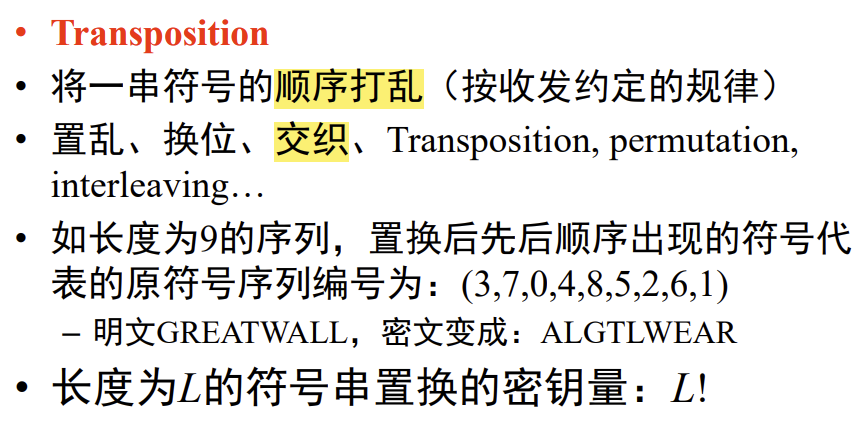 • Transposition
• 将一串符号的顺序打乱（按收发约定的规律）
• 置乱、换位、交织、Transposition, permutation,
interleaving…
• 如长度为9的序列，置换后先后顺序出现的符号代
表的原符号序列编号为：(3,7,0,4,8,5,2,6,1)
– 明文GREATWALL，密文变成：ALGTLWEAR
• 长度为L的符号串置换的密钥量：L!